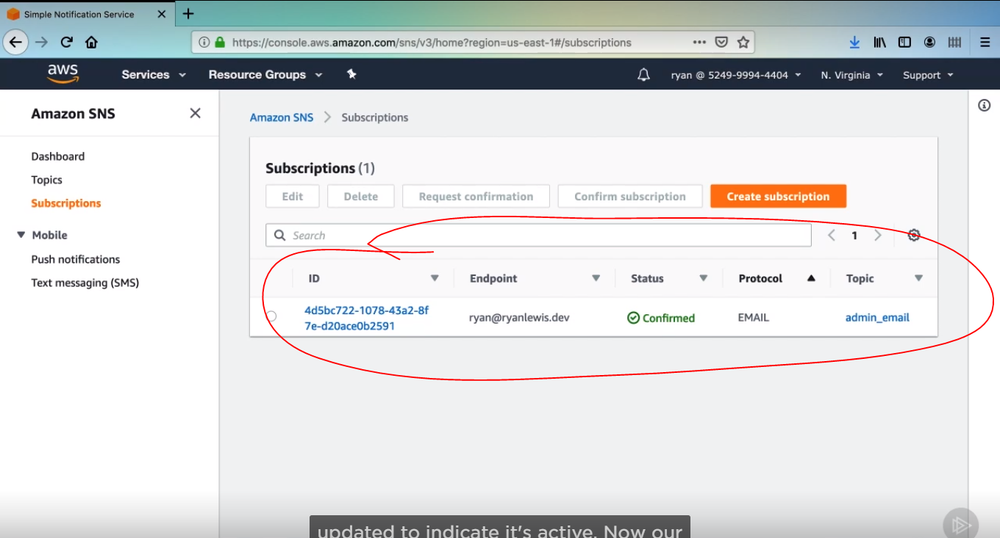 Simple Notification Service
https://console.aws.amazon.com/sns/v3/home?region=us-east-1#/subscriptions
aws
Services
Resource Groups
ryan @ 5249-9994-4404
N. Virginia
Support
Amazon SNS
Dashboard
Topics
Subscriptions
Mobile
Push notifications
Text messaging (SMS)
Amazon SNS > Subscriptions
Subscriptions (1)
Edit
Delete
Request confirmation
Confirm subscription
Create subscription
Search
1
ID Endpoint Status Protocol Topic
4d5bc722-1078-43a2-8f
7e-d20ace0b2591
ryan@ryanlewis.dev
Confirmed
EMAIL
admin_email
updated to indicate it's active. Now our